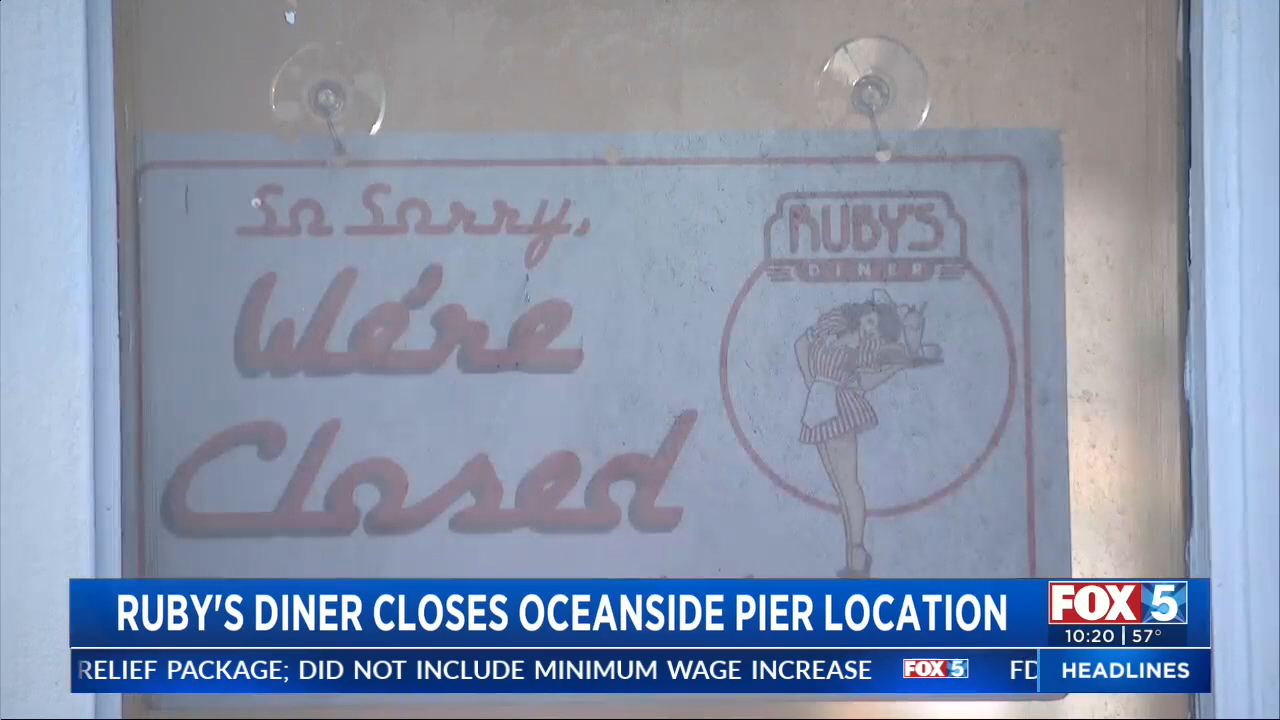 So Sorry,
We're
Closed
RUBY'S
DINER
RUBY'S DINER CLOSES OCEANSIDE PIER LOCATION
FOX 5
10:20 | 57°
RELIEF PACKAGE; DID NOT INCLUDE MINIMUM WAGE INCREASE FOX 5 FD
HEADLINES